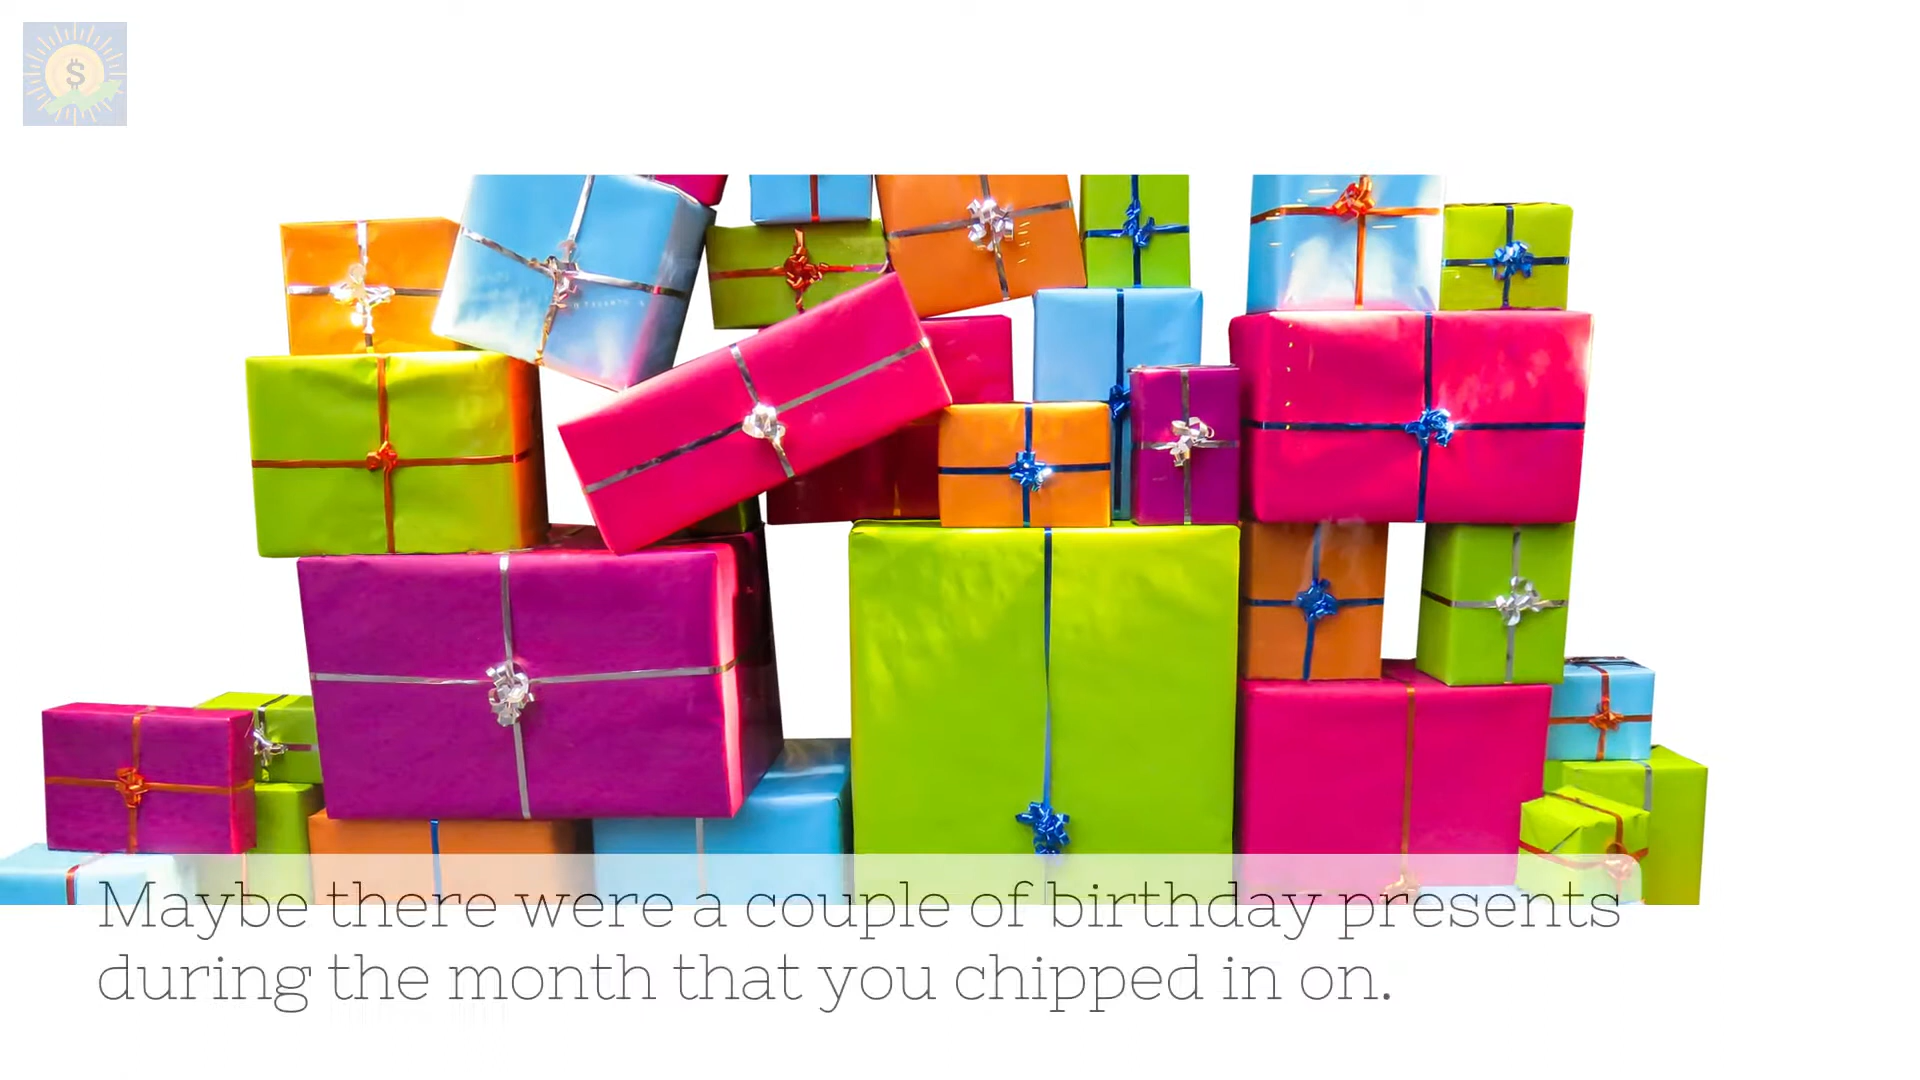 $
Maybe there were a couple of birthday presents
during the month that you chipped in on.